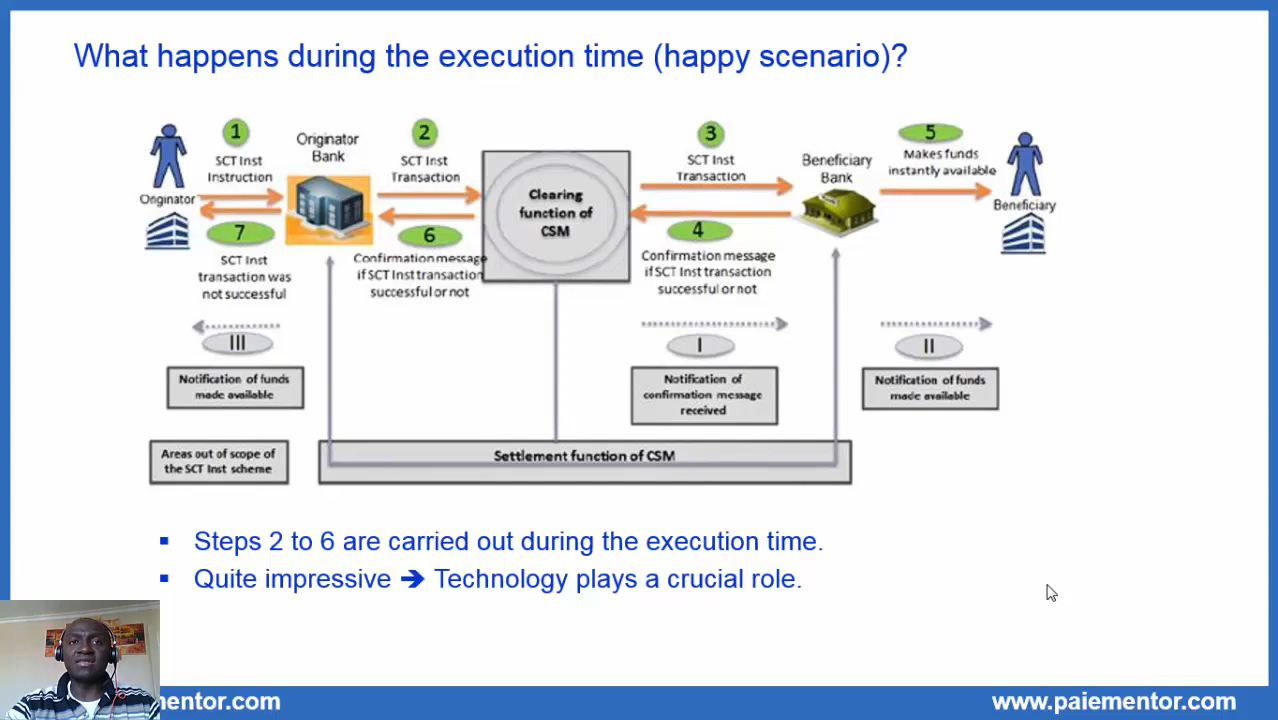 What happens during the execution time (happy scenario)?
1
SCT Inst
Instruction
Originator
Bank
2
SCT Inst
Transaction
Clearing
function of
CSM
3
SCT Inst
Transaction
Beneficiary
Bank
5
Makes funds
instantly available
Originator
Beneficiary
7
SCT Inst
transaction was
not successful
6
Confirmation message
if SCT Inst transaction
successful or not
4
Confirmation message
if SCT Inst transaction
successful or not
III
Notification of funds
made available
I
Notification of
confirmation message
received
II
Notification of funds
made available
Areas out of scope of
the SCT Inst scheme
Settlement function of CSM
▪ Steps 2 to 6 are carried out during the execution time.
▪ Quite impressive ➔ Technology plays a crucial role.
mentor.com
www.paiementor.com